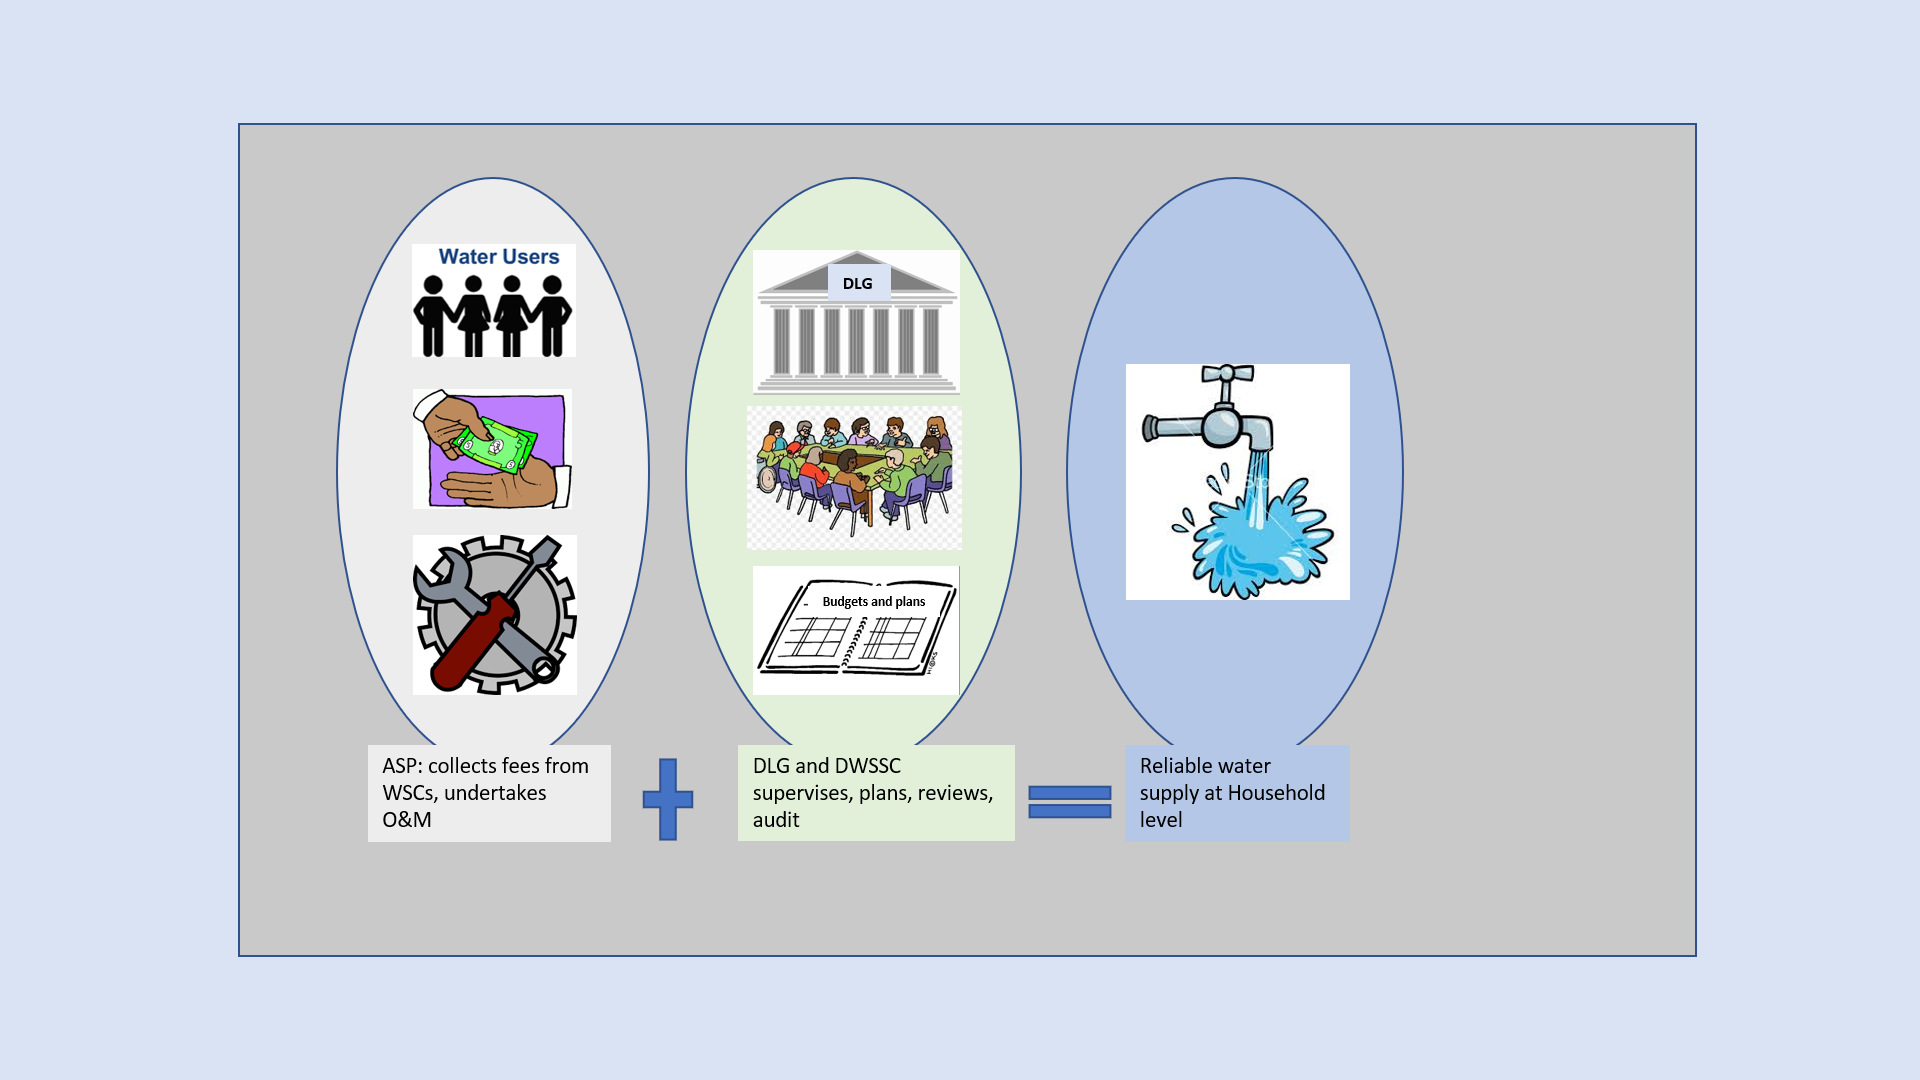 Water Users
DLG
- Budgets and plans
ASP: collects fees from
WSCs, undertakes
O&M
DLG and DWSSC
supervises, plans, reviews,
audit
Reliable water
supply at Household
level